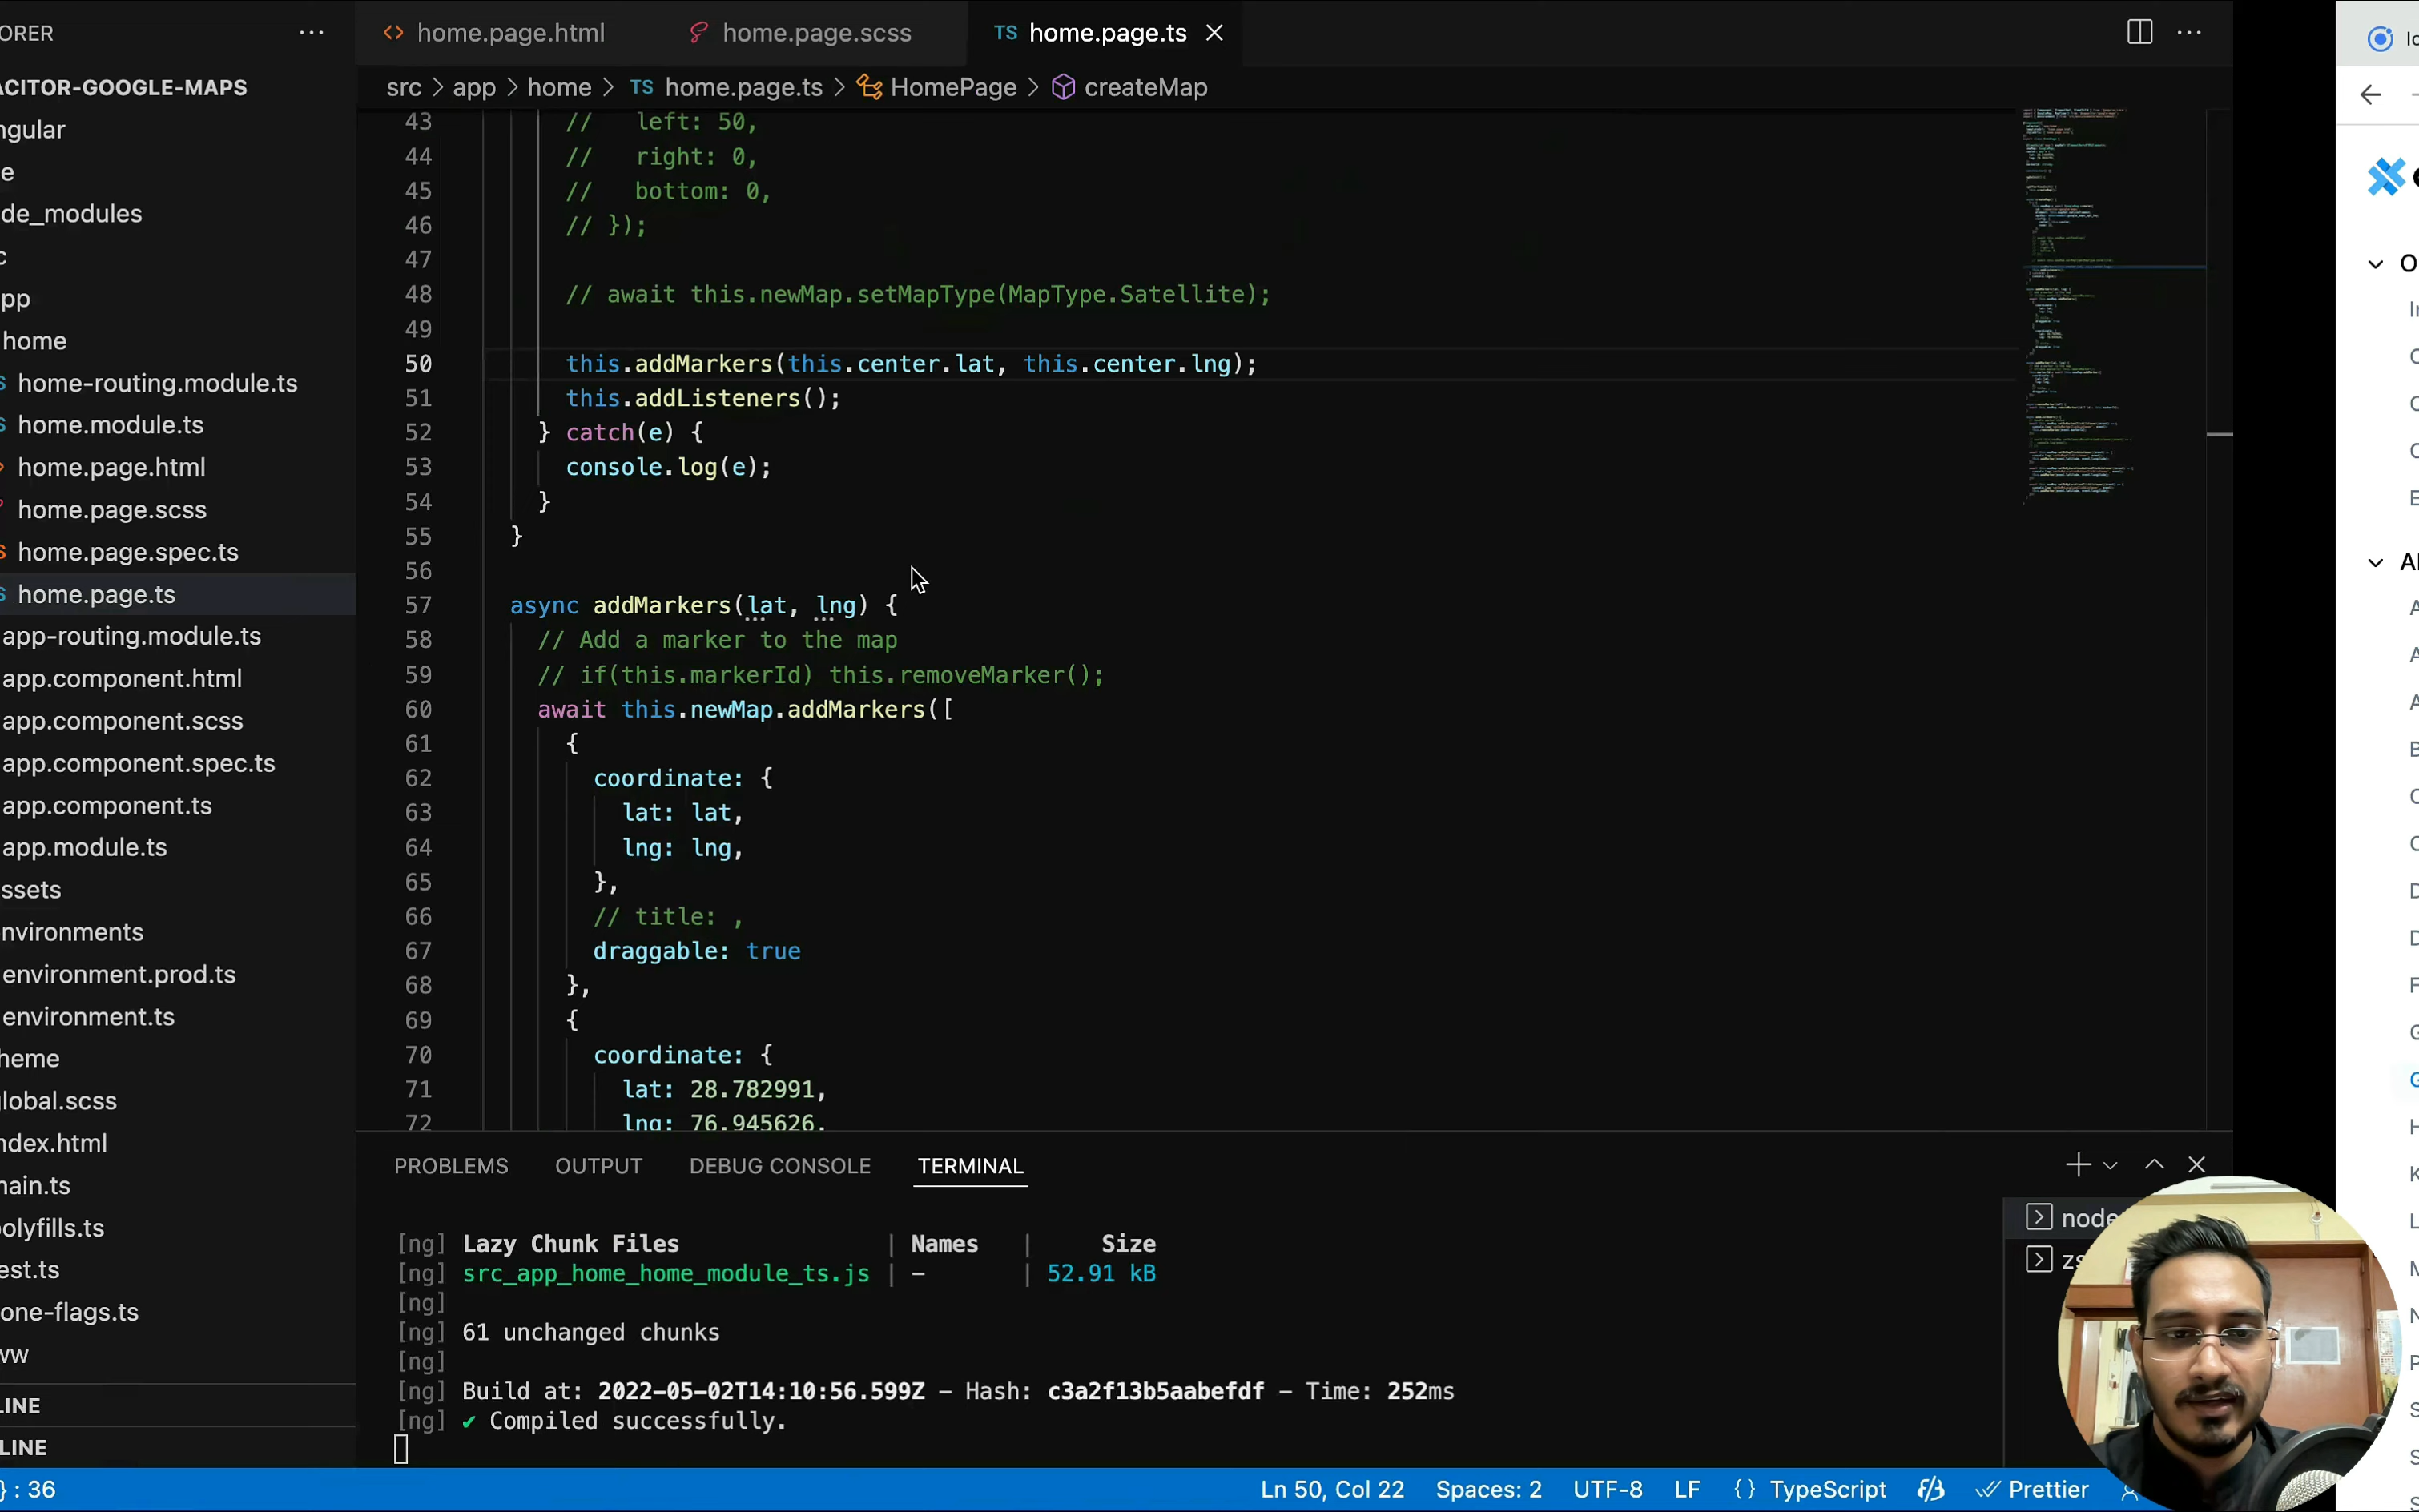 ORER
ACITOR-GOOGLE-MAPS
ngular
e
de_modules
c
pp
home
home-routing.module.ts
home.module.ts
home.page.html
home.page.scss
home.page.spec.ts
home.page.ts
app-routing.module.ts
app.component.html
app.component.scss
app.component.spec.ts
app.component.ts
app.module.ts
ssets
nvironments
environment.prod.ts
environment.ts
heme
lobal.scss
ndex.html
nain.ts
olyfills.ts
est.ts
one-flags.ts
ww
LINE
LINE
home.page.html
home.page.scss
TS home.page.ts
src > app > home > TS home.page.ts > HomePage > createMap
43 //   left: 50,
44 //   right: 0,
45 //   bottom: 0,
46 // });
47
48 // await this.newMap.setMapType(MapType.Satellite);
49
50 this.addMarkers(this.center.lat, this.center.lng);
51 this.addListeners();
52 } catch(e) {
53 console.log(e);
54 }
55 }
56
57 async addMarkers(lat, lng) {
58 // Add a marker to the map
59 // if(this.markerId) this.removeMarker();
60 await this.newMap.addMarkers([
61 {
62 coordinate: {
63 lat: lat,
64 lng: lng,
65 },
66 // title: ,
67 draggable: true
68 },
69 {
70 coordinate: {
71 lat: 28.782991,
72 lng: 76.945626,
PROBLEMS OUTPUT DEBUG CONSOLE TERMINAL
[ng] Lazy Chunk Files | Names | Size
[ng] src_app_home_home_module_ts.js | – | 52.91 kB
[ng]
[ng] 61 unchanged chunks
[ng]
[ng] Build at: 2022-05-02T14:10:56.599Z – Hash: c3a2f13b5aabefdf – Time: 252ms
[ng] ✔ Compiled successfully.
node
zs
} : 36
Ln 50, Col 22 Spaces: 2 UTF-8 LF {} TypeScript Prettier